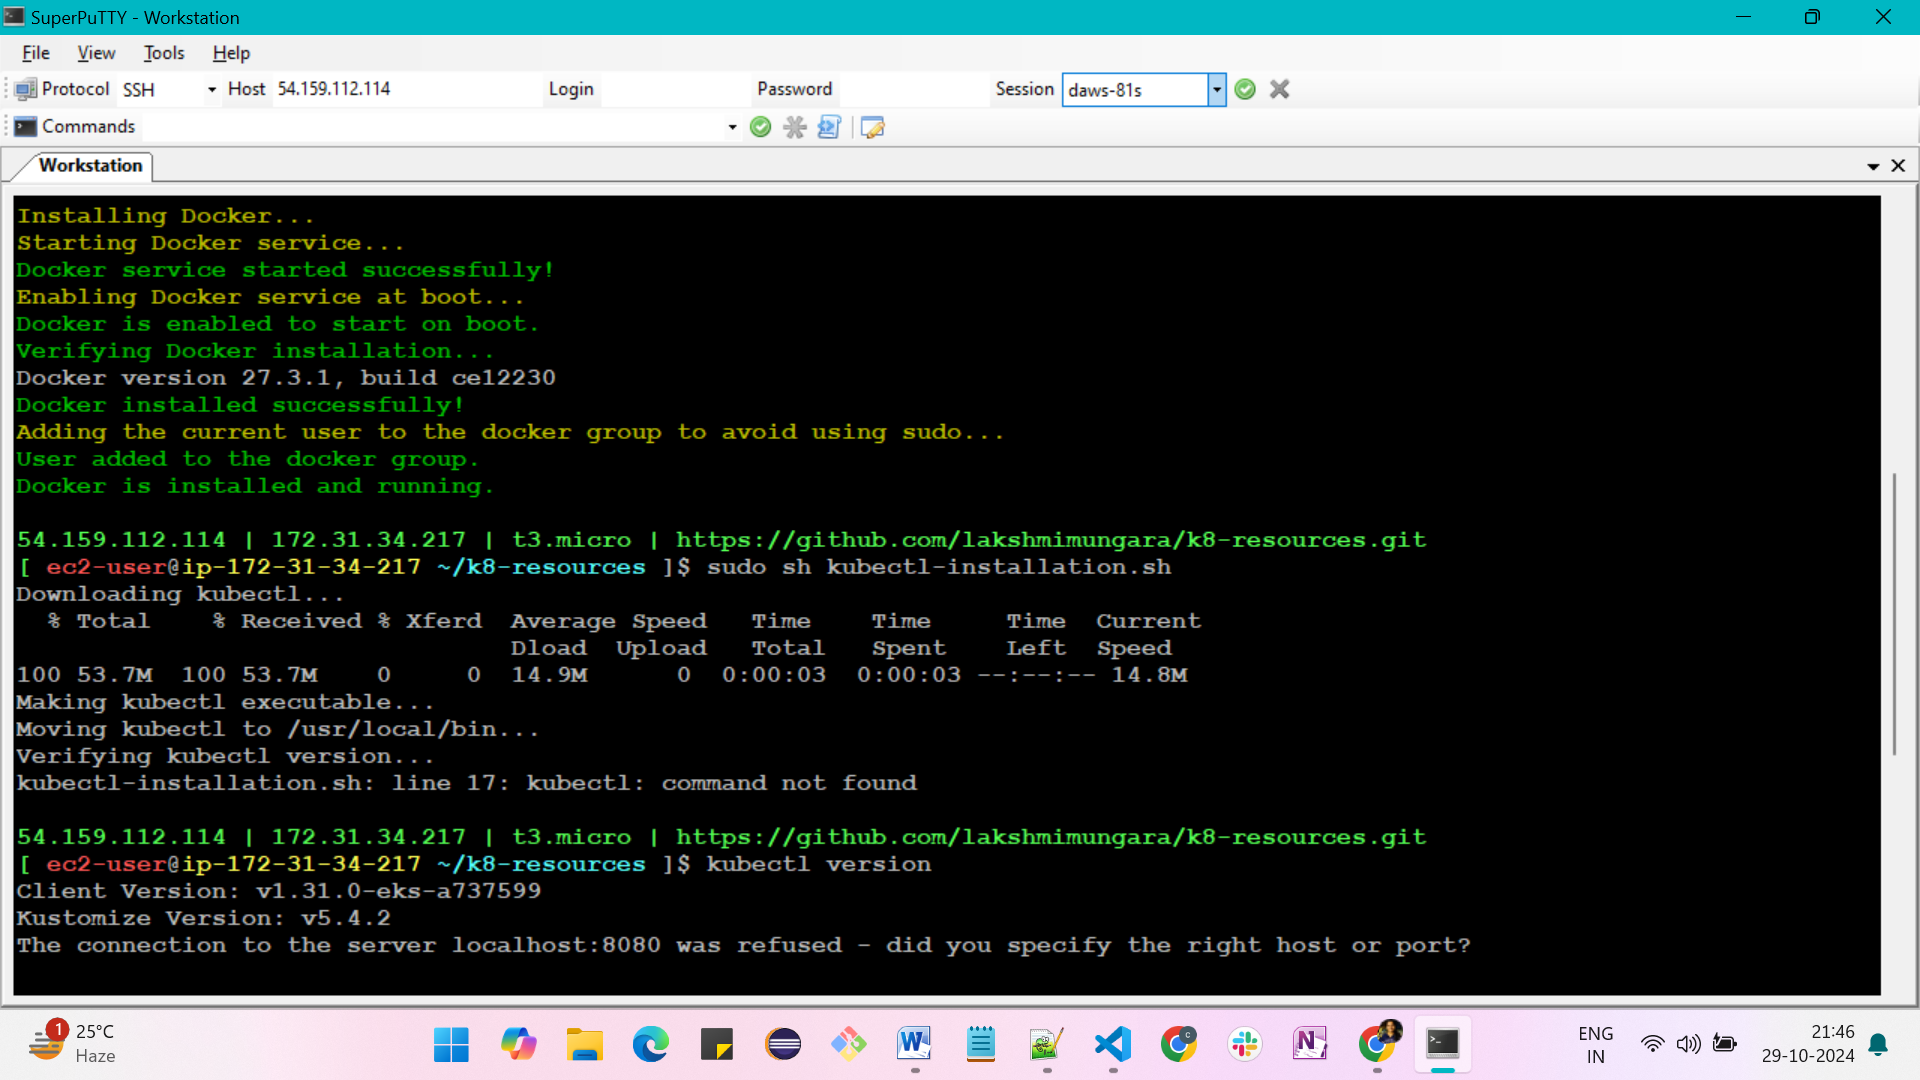 SuperPuTTY - Workstation
File View Tools Help
Protocol SSH Host 54.159.112.114 Login Password Session daws-81s
Commands
Workstation
Installing Docker...
Starting Docker service...
Docker service started successfully!
Enabling Docker service at boot...
Docker is enabled to start on boot.
Verifying Docker installation...
Docker version 27.3.1, build ce12230
Docker installed successfully!
Adding the current user to the docker group to avoid using sudo...
User added to the docker group.
Docker is installed and running.
54.159.112.114 | 172.31.34.217 | t3.micro | https://github.com/lakshmimungara/k8-resources.git
[ ec2-user@ip-172-31-34-217 ~/k8-resources ]$ sudo sh kubectl-installation.sh
Downloading kubectl...
% Total % Received % Xferd Average Speed Time Time Time Current
Dload Upload Total Spent Left Speed
100 53.7M 100 53.7M 0 0 14.9M 0 0:00:03 0:00:03 --:--:-- 14.8M
Making kubectl executable...
Moving kubectl to /usr/local/bin...
Verifying kubectl version...
kubectl-installation.sh: line 17: kubectl: command not found
54.159.112.114 | 172.31.34.217 | t3.micro | https://github.com/lakshmimungara/k8-resources.git
[ ec2-user@ip-172-31-34-217 ~/k8-resources ]$ kubectl version
Client Version: v1.31.0-eks-a737599
Kustomize Version: v5.4.2
The connection to the server localhost:8080 was refused - did you specify the right host or port?
1 25°C
Haze
ENG
IN
21:46
29-10-2024